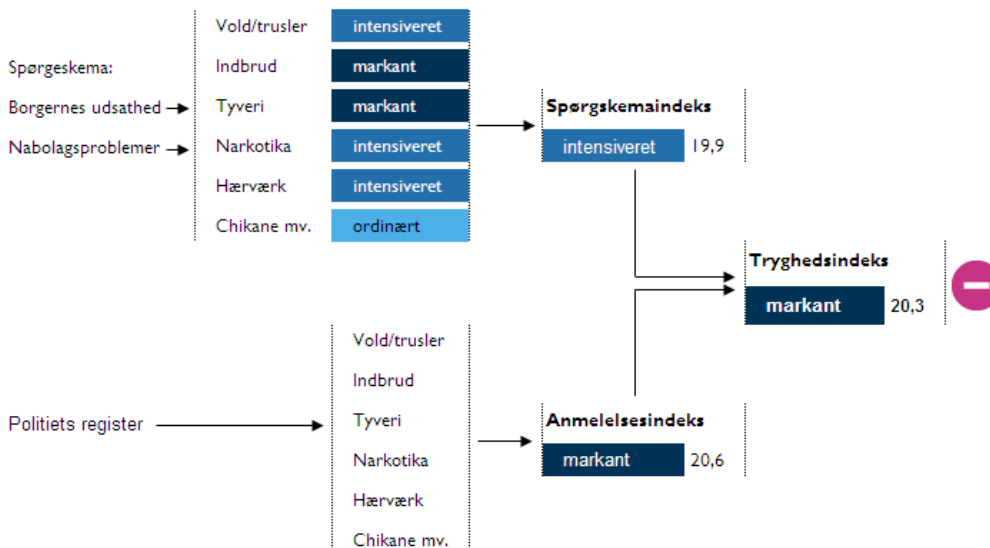 Vold/trusler intensiveret
Spørgeskema:
Indbrud markant
Borgernes udsathed
Tyveri markant
Nabolagsproblemer
Narkotika intensiveret
Hærværk intensiveret
Chikane mv. ordinært
Spørgskemaindeks
intensiveret 19,9
Tryghedsindeks
markant 20,3
Politiets register
Vold/trusler
Indbrud
Tyveri
Narkotika
Hærværk
Chikane mv.
Anmelelsesindeks
markant 20,6